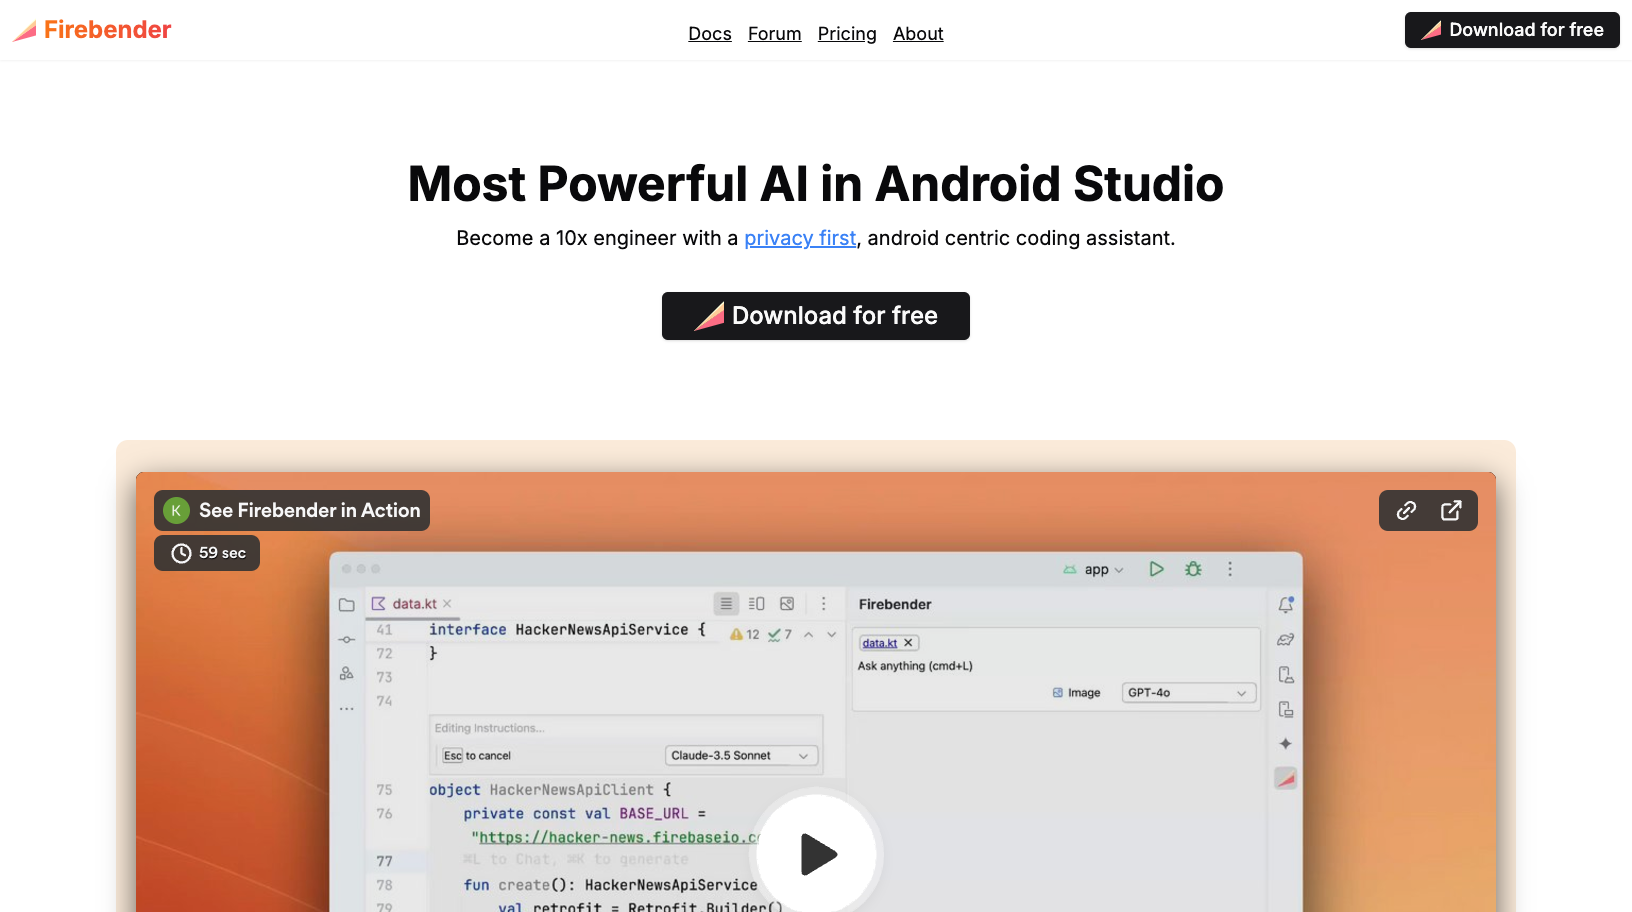 Firebender
Docs Forum Pricing About
Download for free
Most Powerful AI in Android Studio
Become a 10x engineer with a privacy first, android centric coding assistant.
Download for free
K See Firebender in Action
59 sec
app
data.kt
Firebender
41 interface HackerNewsApiService {
12 7
72 }
73
74
data.kt
Ask anything (cmd+L)
Image GPT-4o
Editing Instructions...
Esc to cancel Claude-3.5 Sonnet
75 object HackerNewsApiClient {
76 private const val BASE_URL =
"https://hacker-news.firebaseio.c
77 ⌘L to Chat, ⌘K to generate
78 fun create(): HackerNewsApiService
79 val retrofit = Retrofit.Builder()